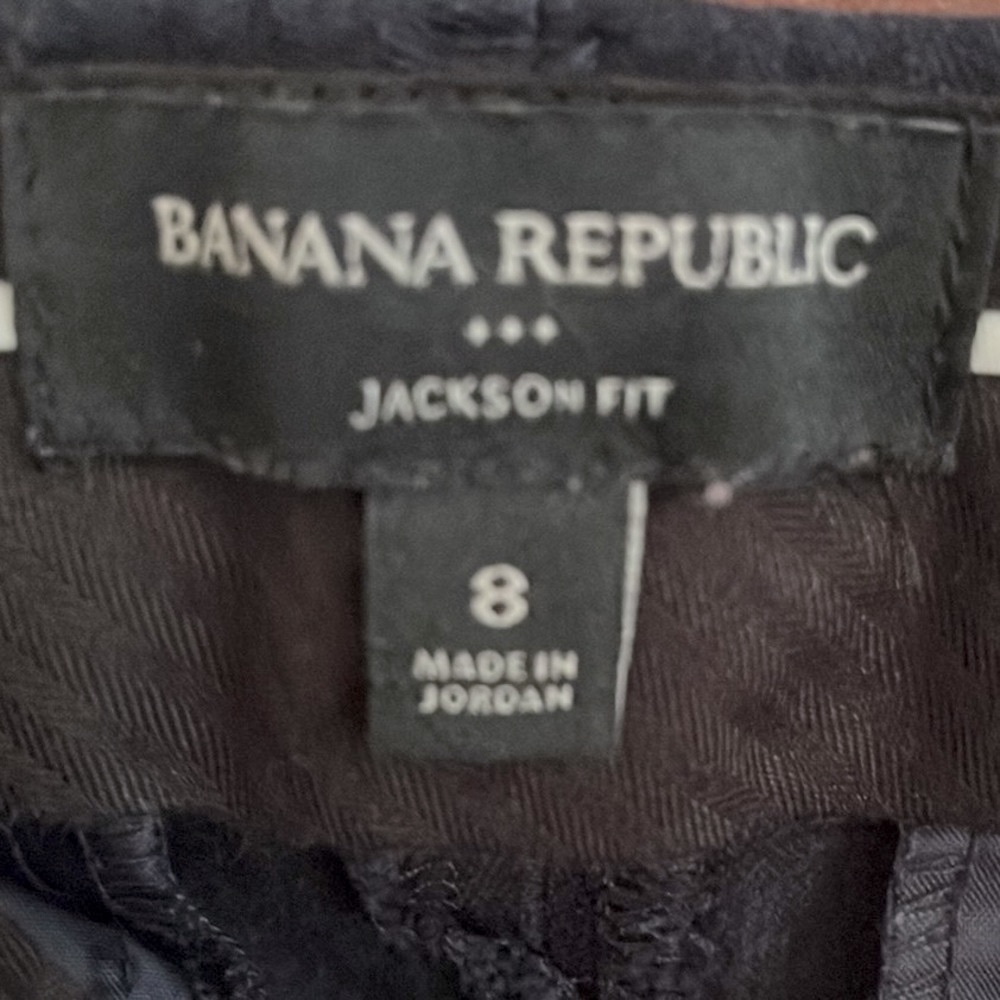 BANANA REPUBLIC
JACKSON FIT
8
MADE IN
JORDAN